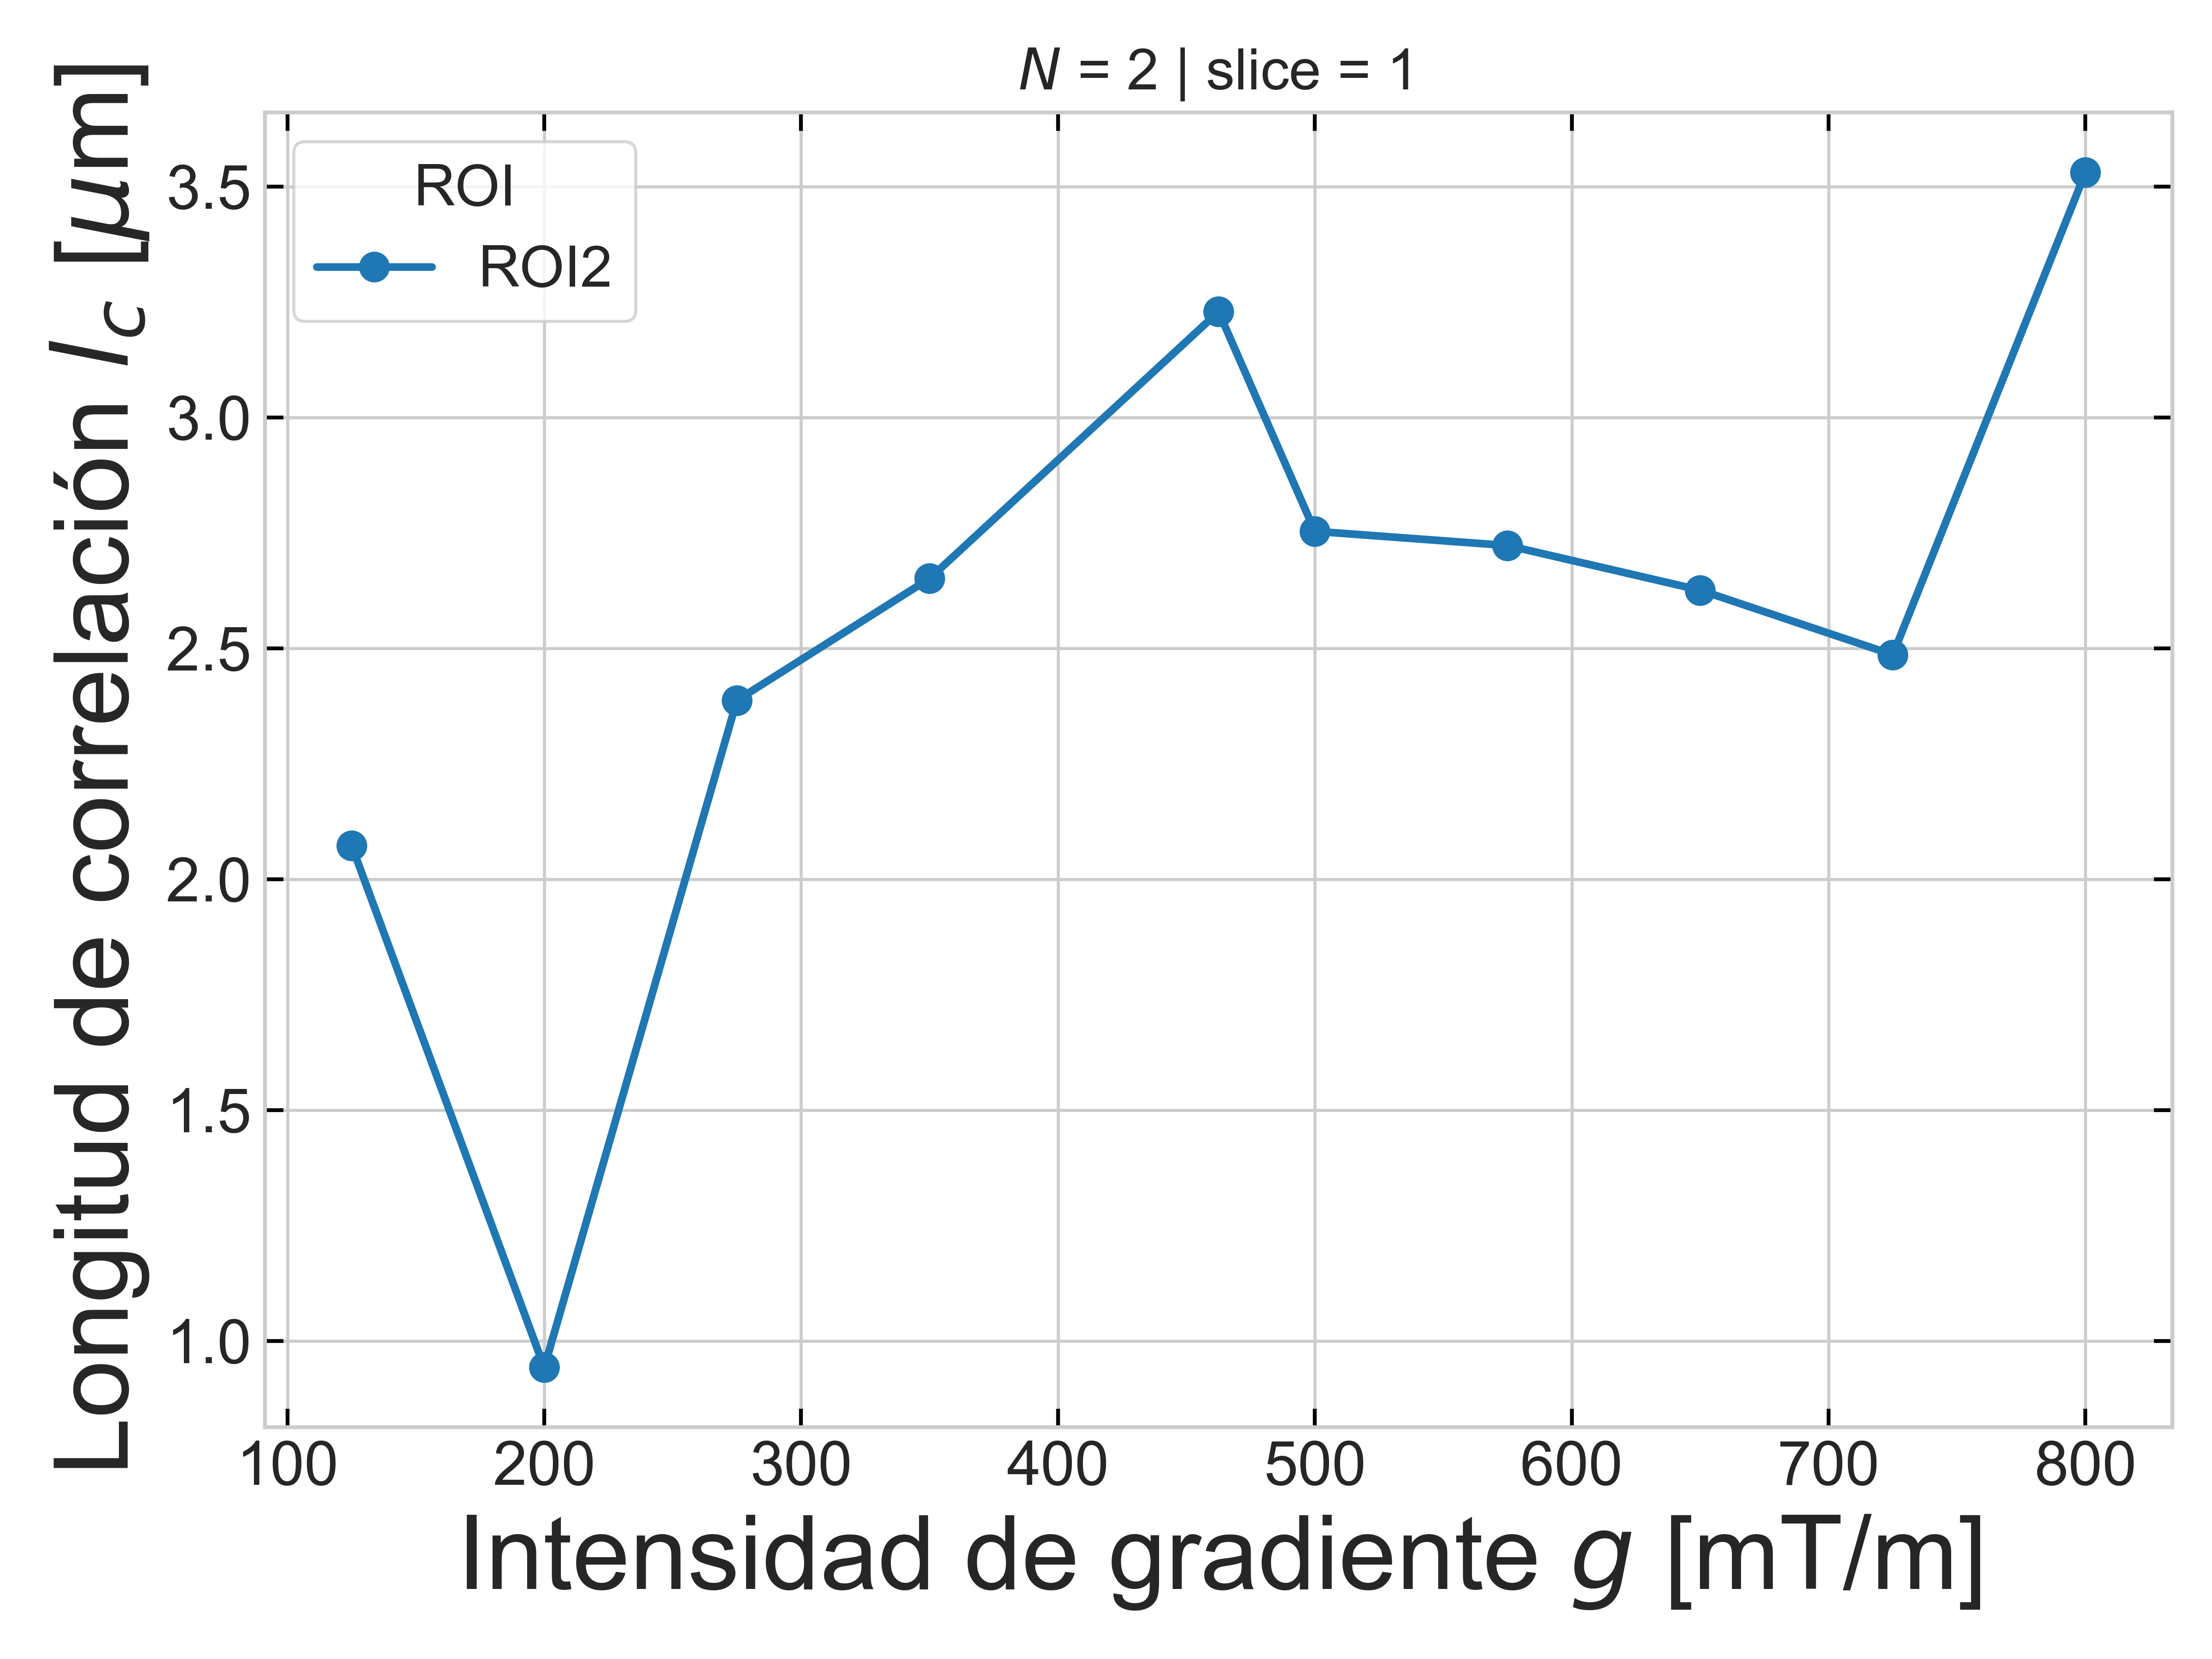 N = 2 | slice = 1
Longitud de correlación lc [μm]
ROI
ROI2
3.5
3.0
2.5
2.0
1.5
1.0
100 200 300 400 500 600 700 800
Intensidad de gradiente g [mT/m]